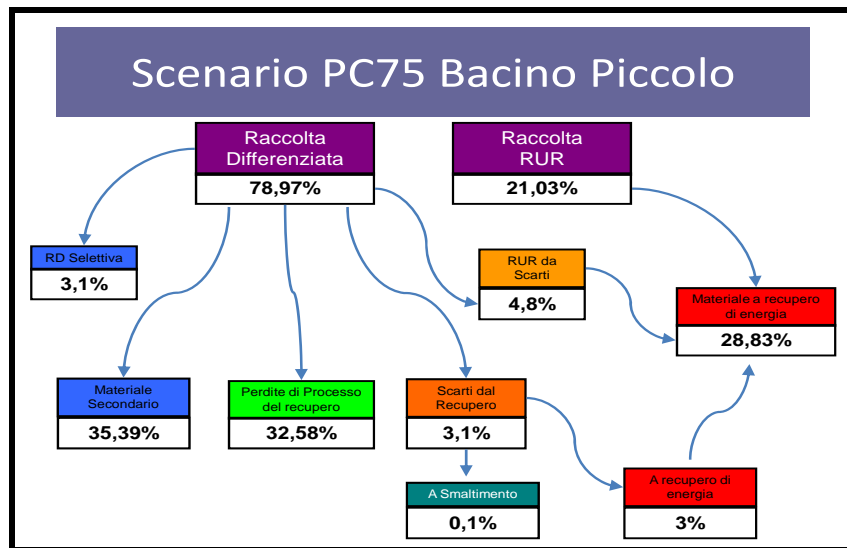 Scenario PC75 Bacino Piccolo
Raccolta
Differenziata
78,97%
Raccolta
RUR
21,03%
RD Selettiva
3,1%
RUR da
Scarti
4,8%
Materiale a recupero
di energia
28,83%
Materiale
Secondario
35,39%
Perdite di Processo
del recupero
32,58%
Scarti dal
Recupero
3,1%
A Smaltimento
0,1%
A recupero di
energia
3%